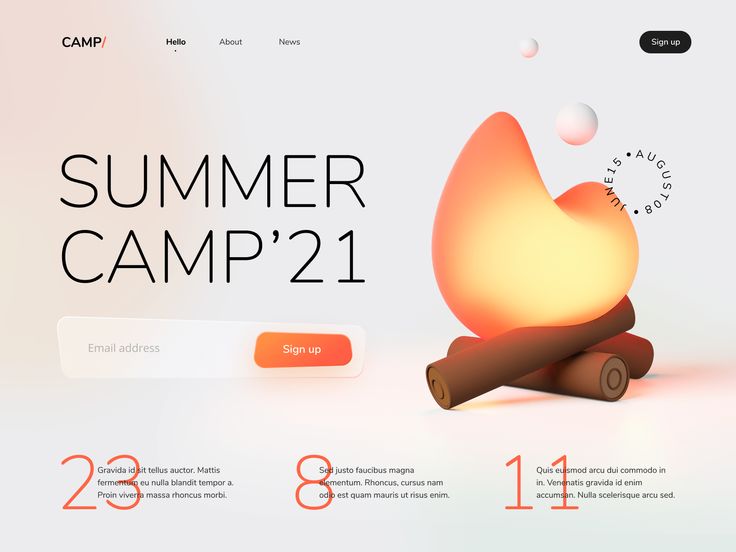 CAMP/
Hello
About
News
Sign up
SUMMER
CAMP’21
JUNE15 • AUGUST08 •
Email address
Sign up
23
Gravida id sit tellus auctor. Mattis
fermentum eu nulla blandit tempor a.
Proin viverra massa rhoncus morbi.
8
Sed justo faucibus magna
elementum. Rhoncus, cursus nam
odio est quam mauris ut risus enim.
11
Quis euismod arcu dui commodo in
in. Venenatis gravida id enim
accumsan. Nulla scelerisque arcu sed.